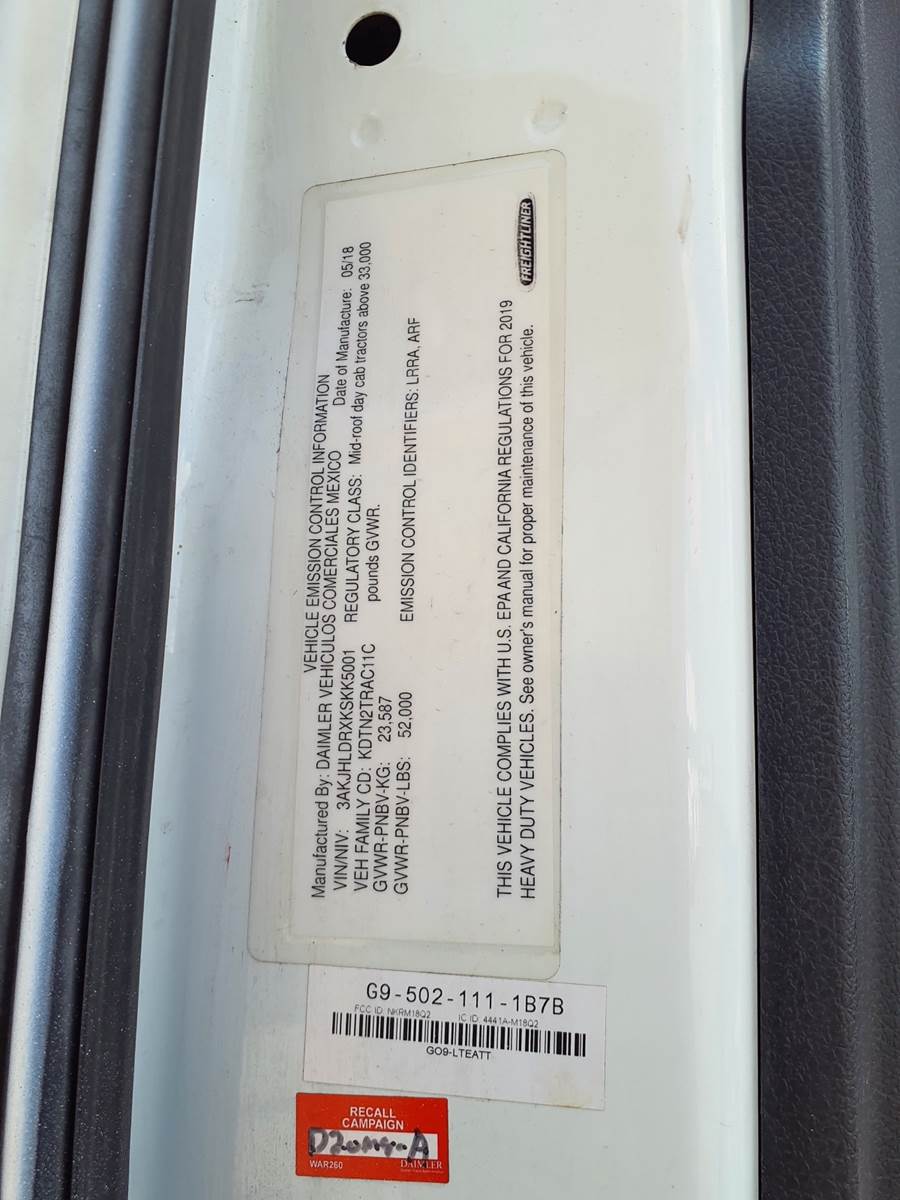 VEHICLE EMISSION CONTROL INFORMATION
Manufactured By: DAIMLER VEHICULOS COMERCIALES MEXICO Date of Manufacture: 05/18
VIN/NIV: 3AKJHLDRXKSKK5001 REGULATORY CLASS: Mid-roof day cab tractors above 33,000
VEH FAMILY CD: KDTN2TRAC11C pounds GVWR.
GVWR-PNBV-KG: 23,587
GVWR-PNBV-LBS: 52,000 EMISSION CONTROL IDENTIFIERS: LRRA, ARF
THIS VEHICLE COMPLIES WITH U.S. EPA AND CALIFORNIA REGULATIONS FOR 2019
HEAVY DUTY VEHICLES. See owner's manual for proper maintenance of this vehicle.
FREIGHTLINER
G9-502-111-1B7B
FCC ID: NKRM18Q2 IC ID: 4441A-M18Q2
GO9-LTEATT
RECALL
CAMPAIGN
WAR260 DAIMLER